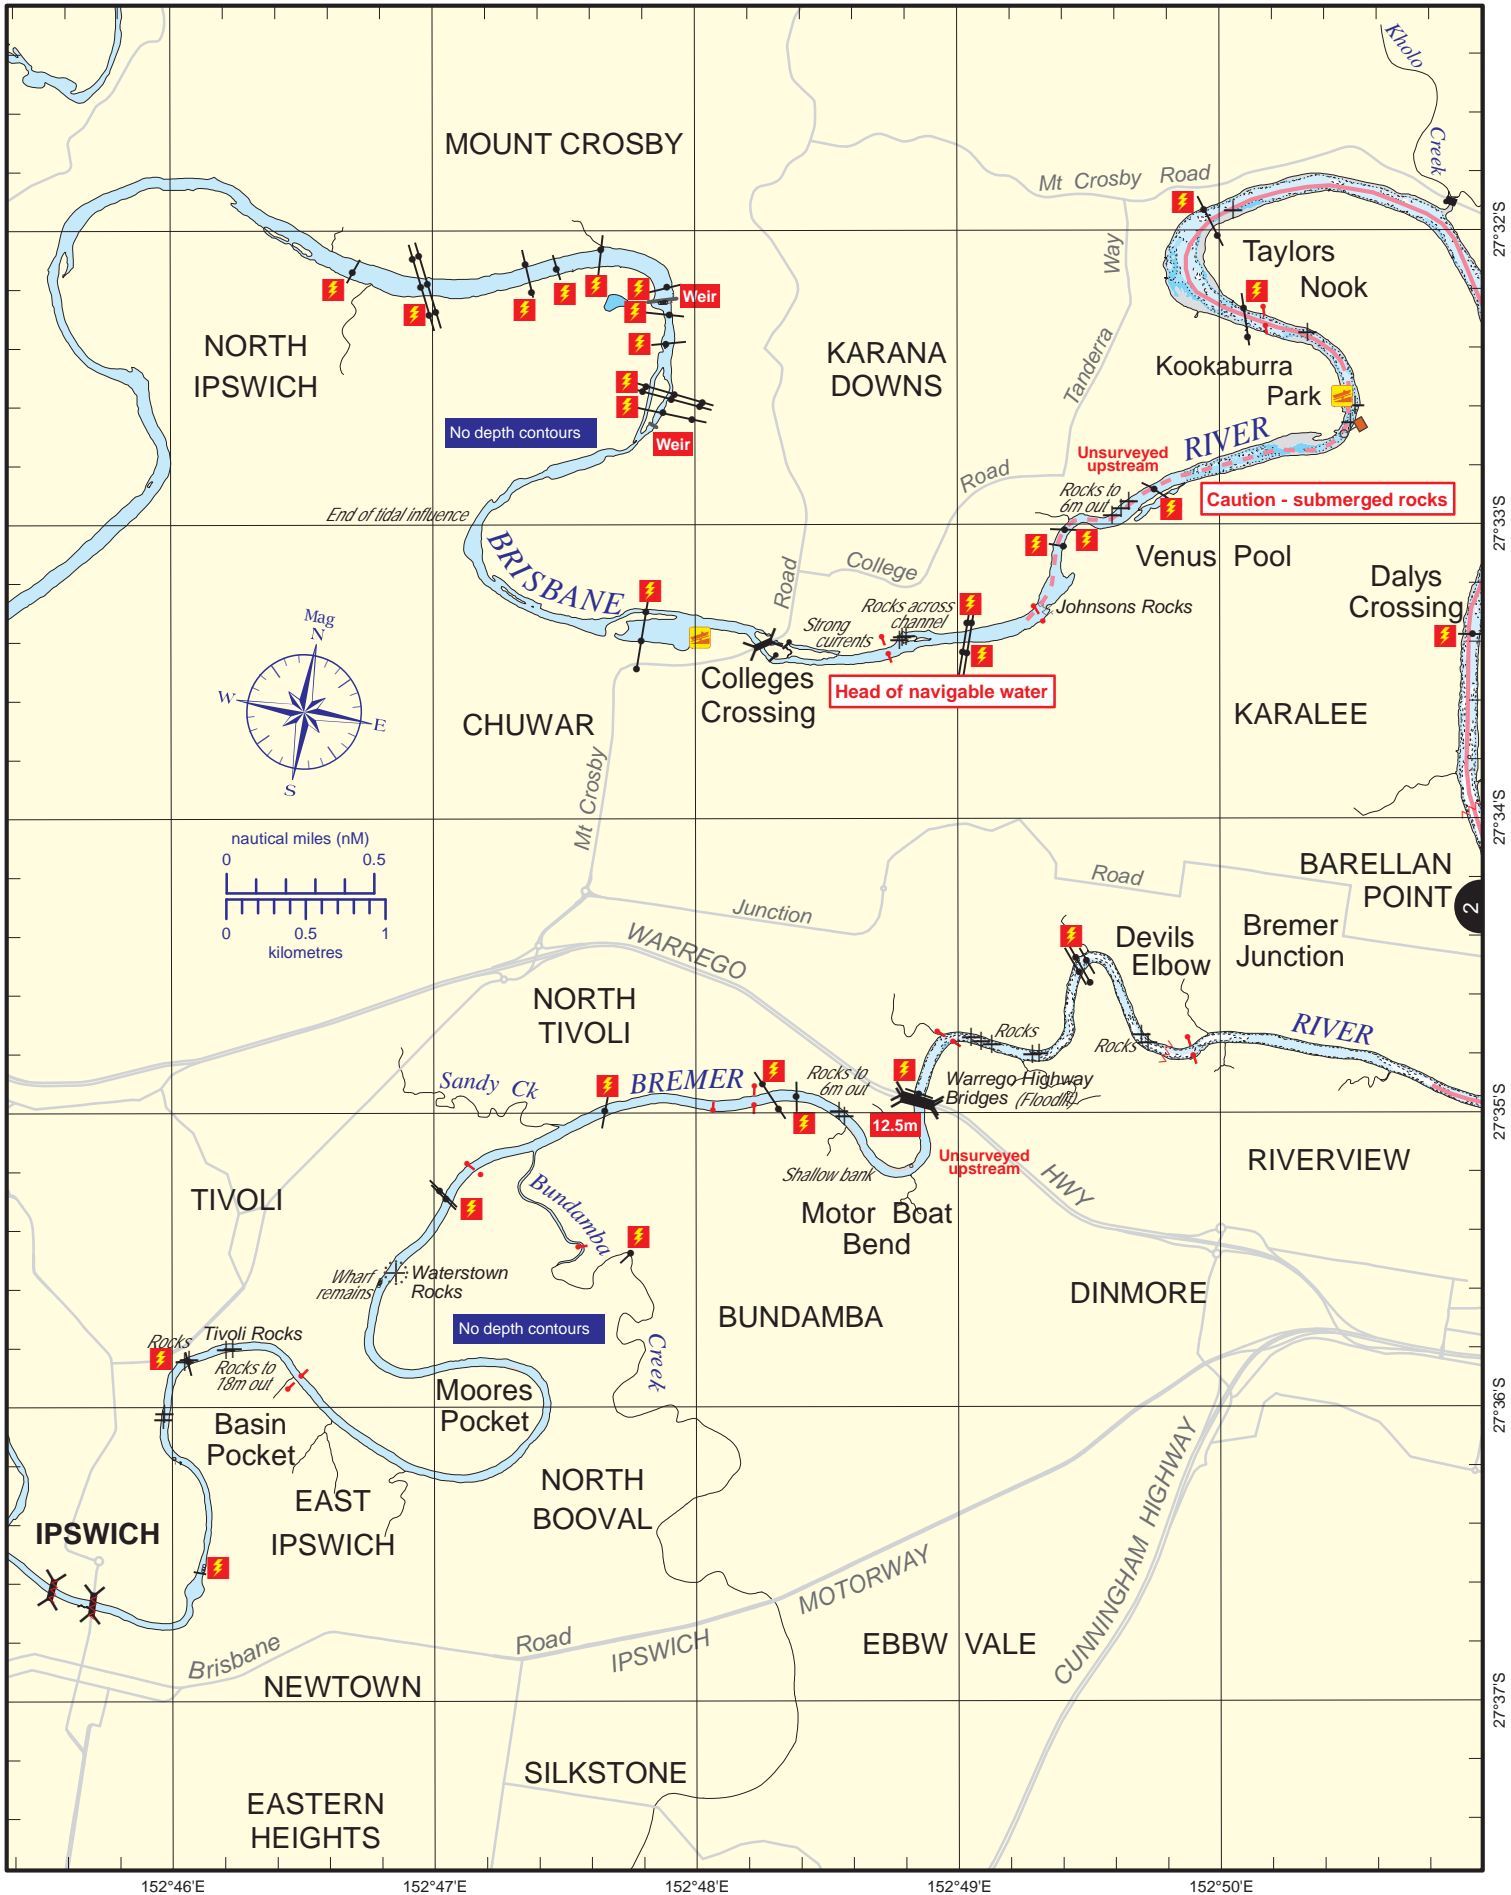 Kholo
Creek
MOUNT CROSBY
Mt Crosby Road
27°32'S
Taylors
Nook
Way
Weir
NORTH
IPSWICH
KARANA
DOWNS
Tanderra
Kookaburra
Park
No depth contours
Weir
RIVER
Unsurveyed
upstream
Road
Rocks to
6m out
Caution - submerged rocks
End of tidal influence
27°33'S
BRISBANE
College
Road
Venus Pool
Dalys
Crossing
Rocks across
channel
Johnsons Rocks
Strong
currents
Mag
N
W
E
S
Colleges
Crossing
Head of navigable water
CHUWAR
KARALEE
Mt Crosby
27°34'S
nautical miles (nM)
0 0.5
0 0.5 1
kilometres
BARELLAN
POINT
2
Road
Junction
WARREGO
Devils
Elbow
Bremer
Junction
NORTH
TIVOLI
Rocks
Rocks
RIVER
Sandy Ck
BREMER
Rocks to
6m out
Warrego Highway
Bridges (Floodlit)
27°35'S
12.5m
Unsurveyed
upstream
Shallow bank
HWY
RIVERVIEW
TIVOLI
Bundamba
Motor Boat
Bend
Wharf
remains
Waterstown
Rocks
DINMORE
No depth contours
BUNDAMBA
Rocks
Tivoli Rocks
Rocks to
18m out
Creek
Moores
Pocket
27°36'S
Basin
Pocket
CUNNINGHAM HIGHWAY
NORTH
BOOVAL
EAST
IPSWICH
IPSWICH
MOTORWAY
Brisbane
Road
IPSWICH
EBBW VALE
NEWTOWN
27°37'S
SILKSTONE
EASTERN
HEIGHTS
152°46'E
152°47'E
152°48'E
152°49'E
152°50'E